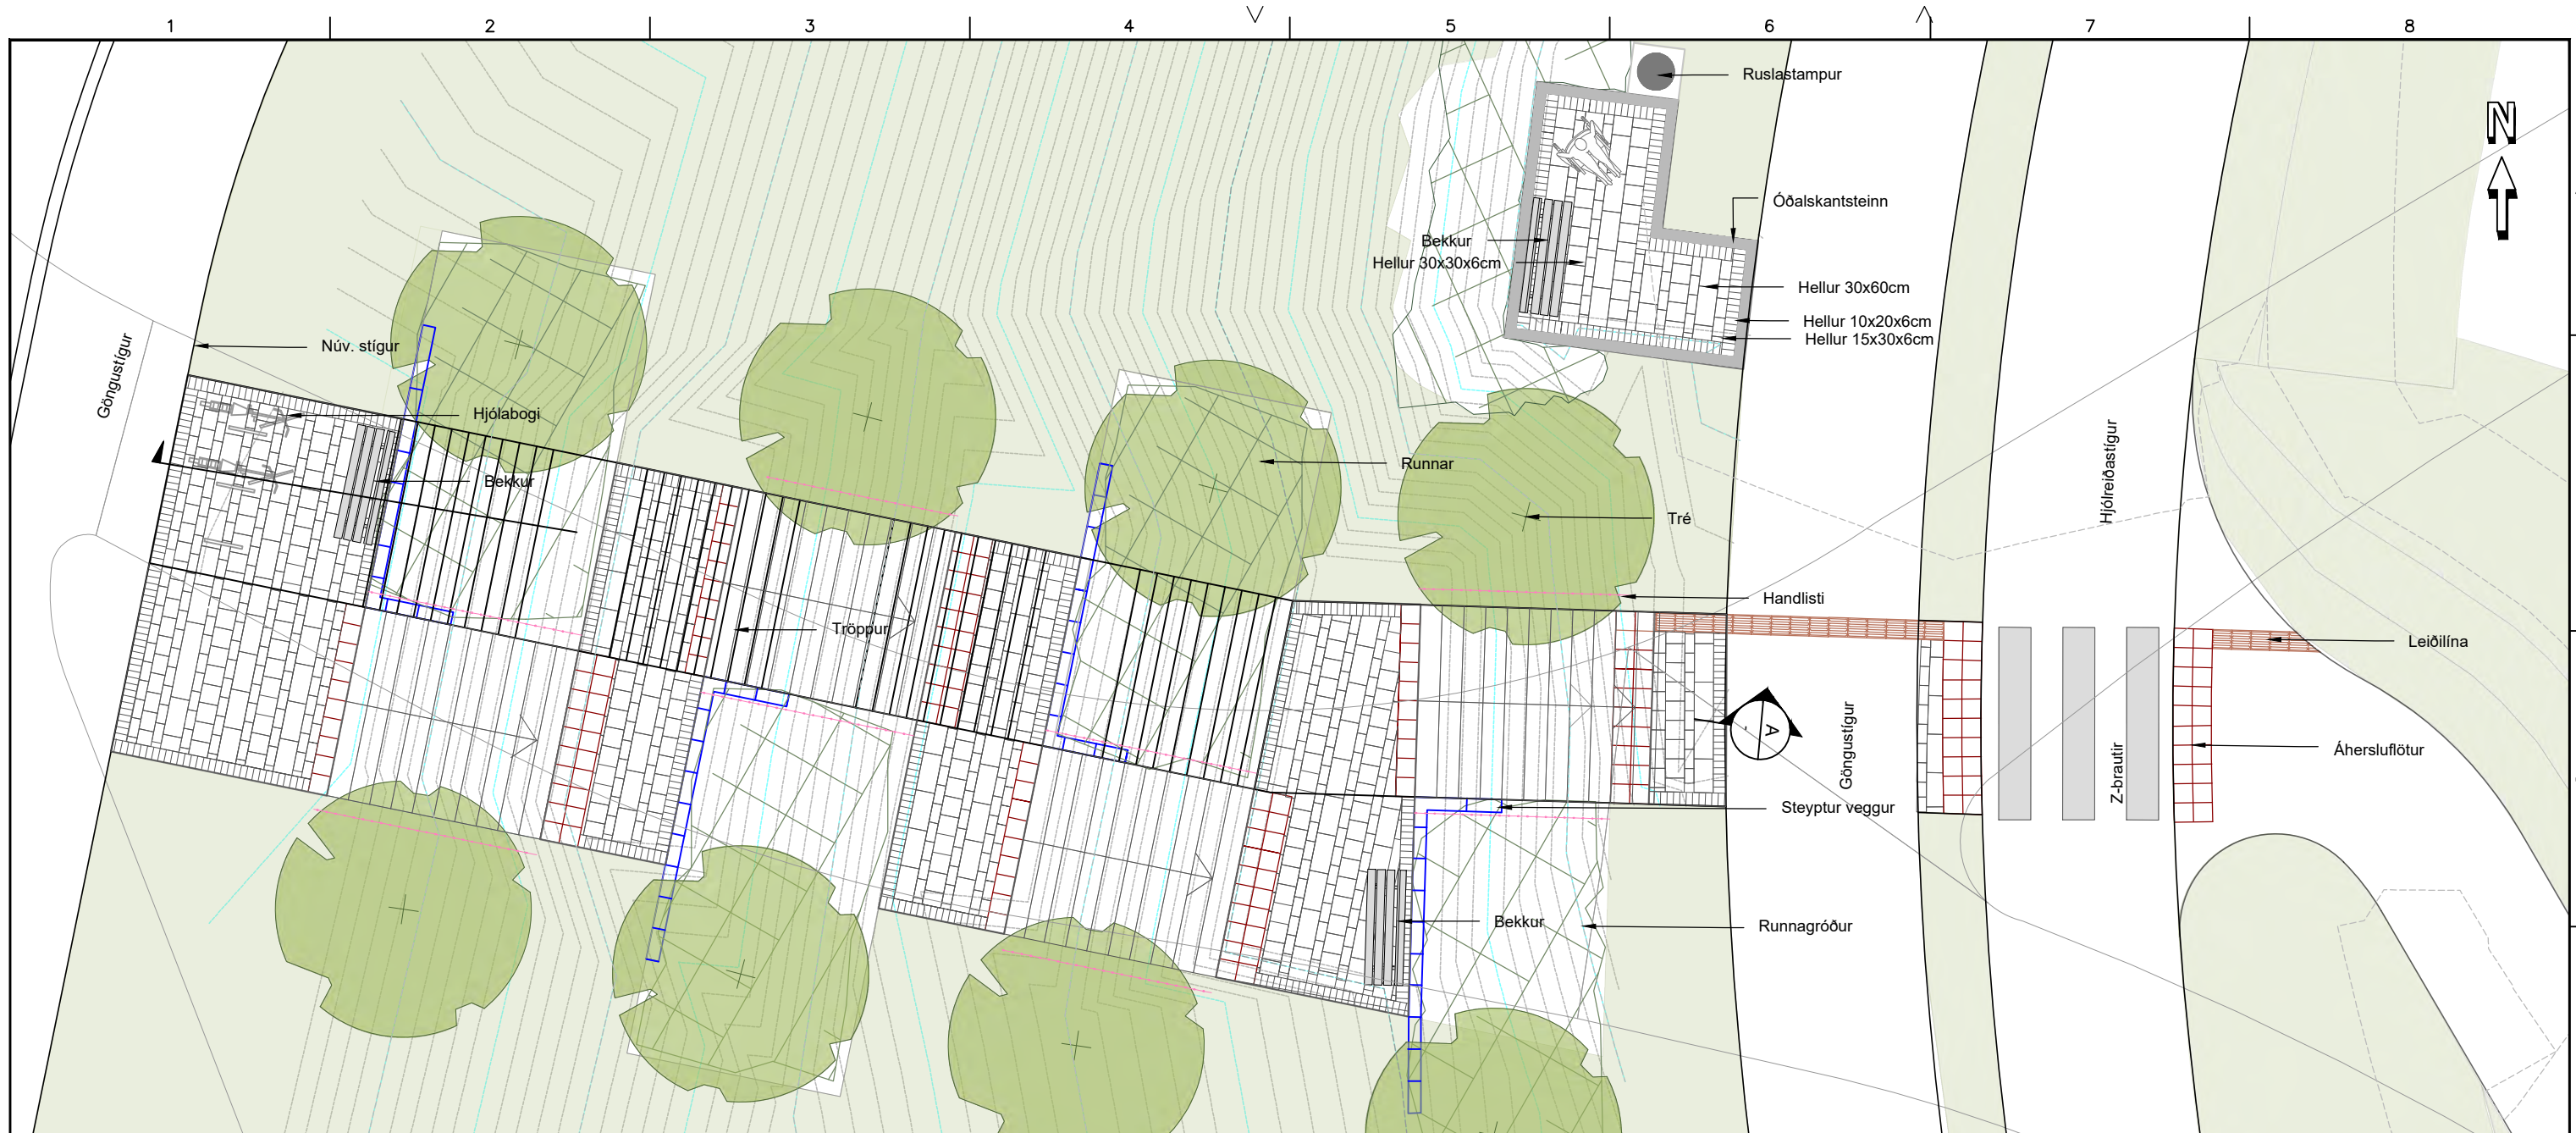 1 2 3 4 5 6 7 8
Ruslastampur
N
Óðalskantsteinn
Bekkur
Hellur 30x30x6cm
Hellur 30x60cm
Hellur 10x20x6cm
Hellur 15x30x6cm
Göngustígur
Núv. stígur
Hjólabogi
Bekkur
Runnar
Tré
Hjólreiðastígur
Handlisti
Tröppur
Leiðilína
A
-
Göngustígur
Z-brautir
Áhersluflötur
Steyptur veggur
Bekkur
Runnagróður